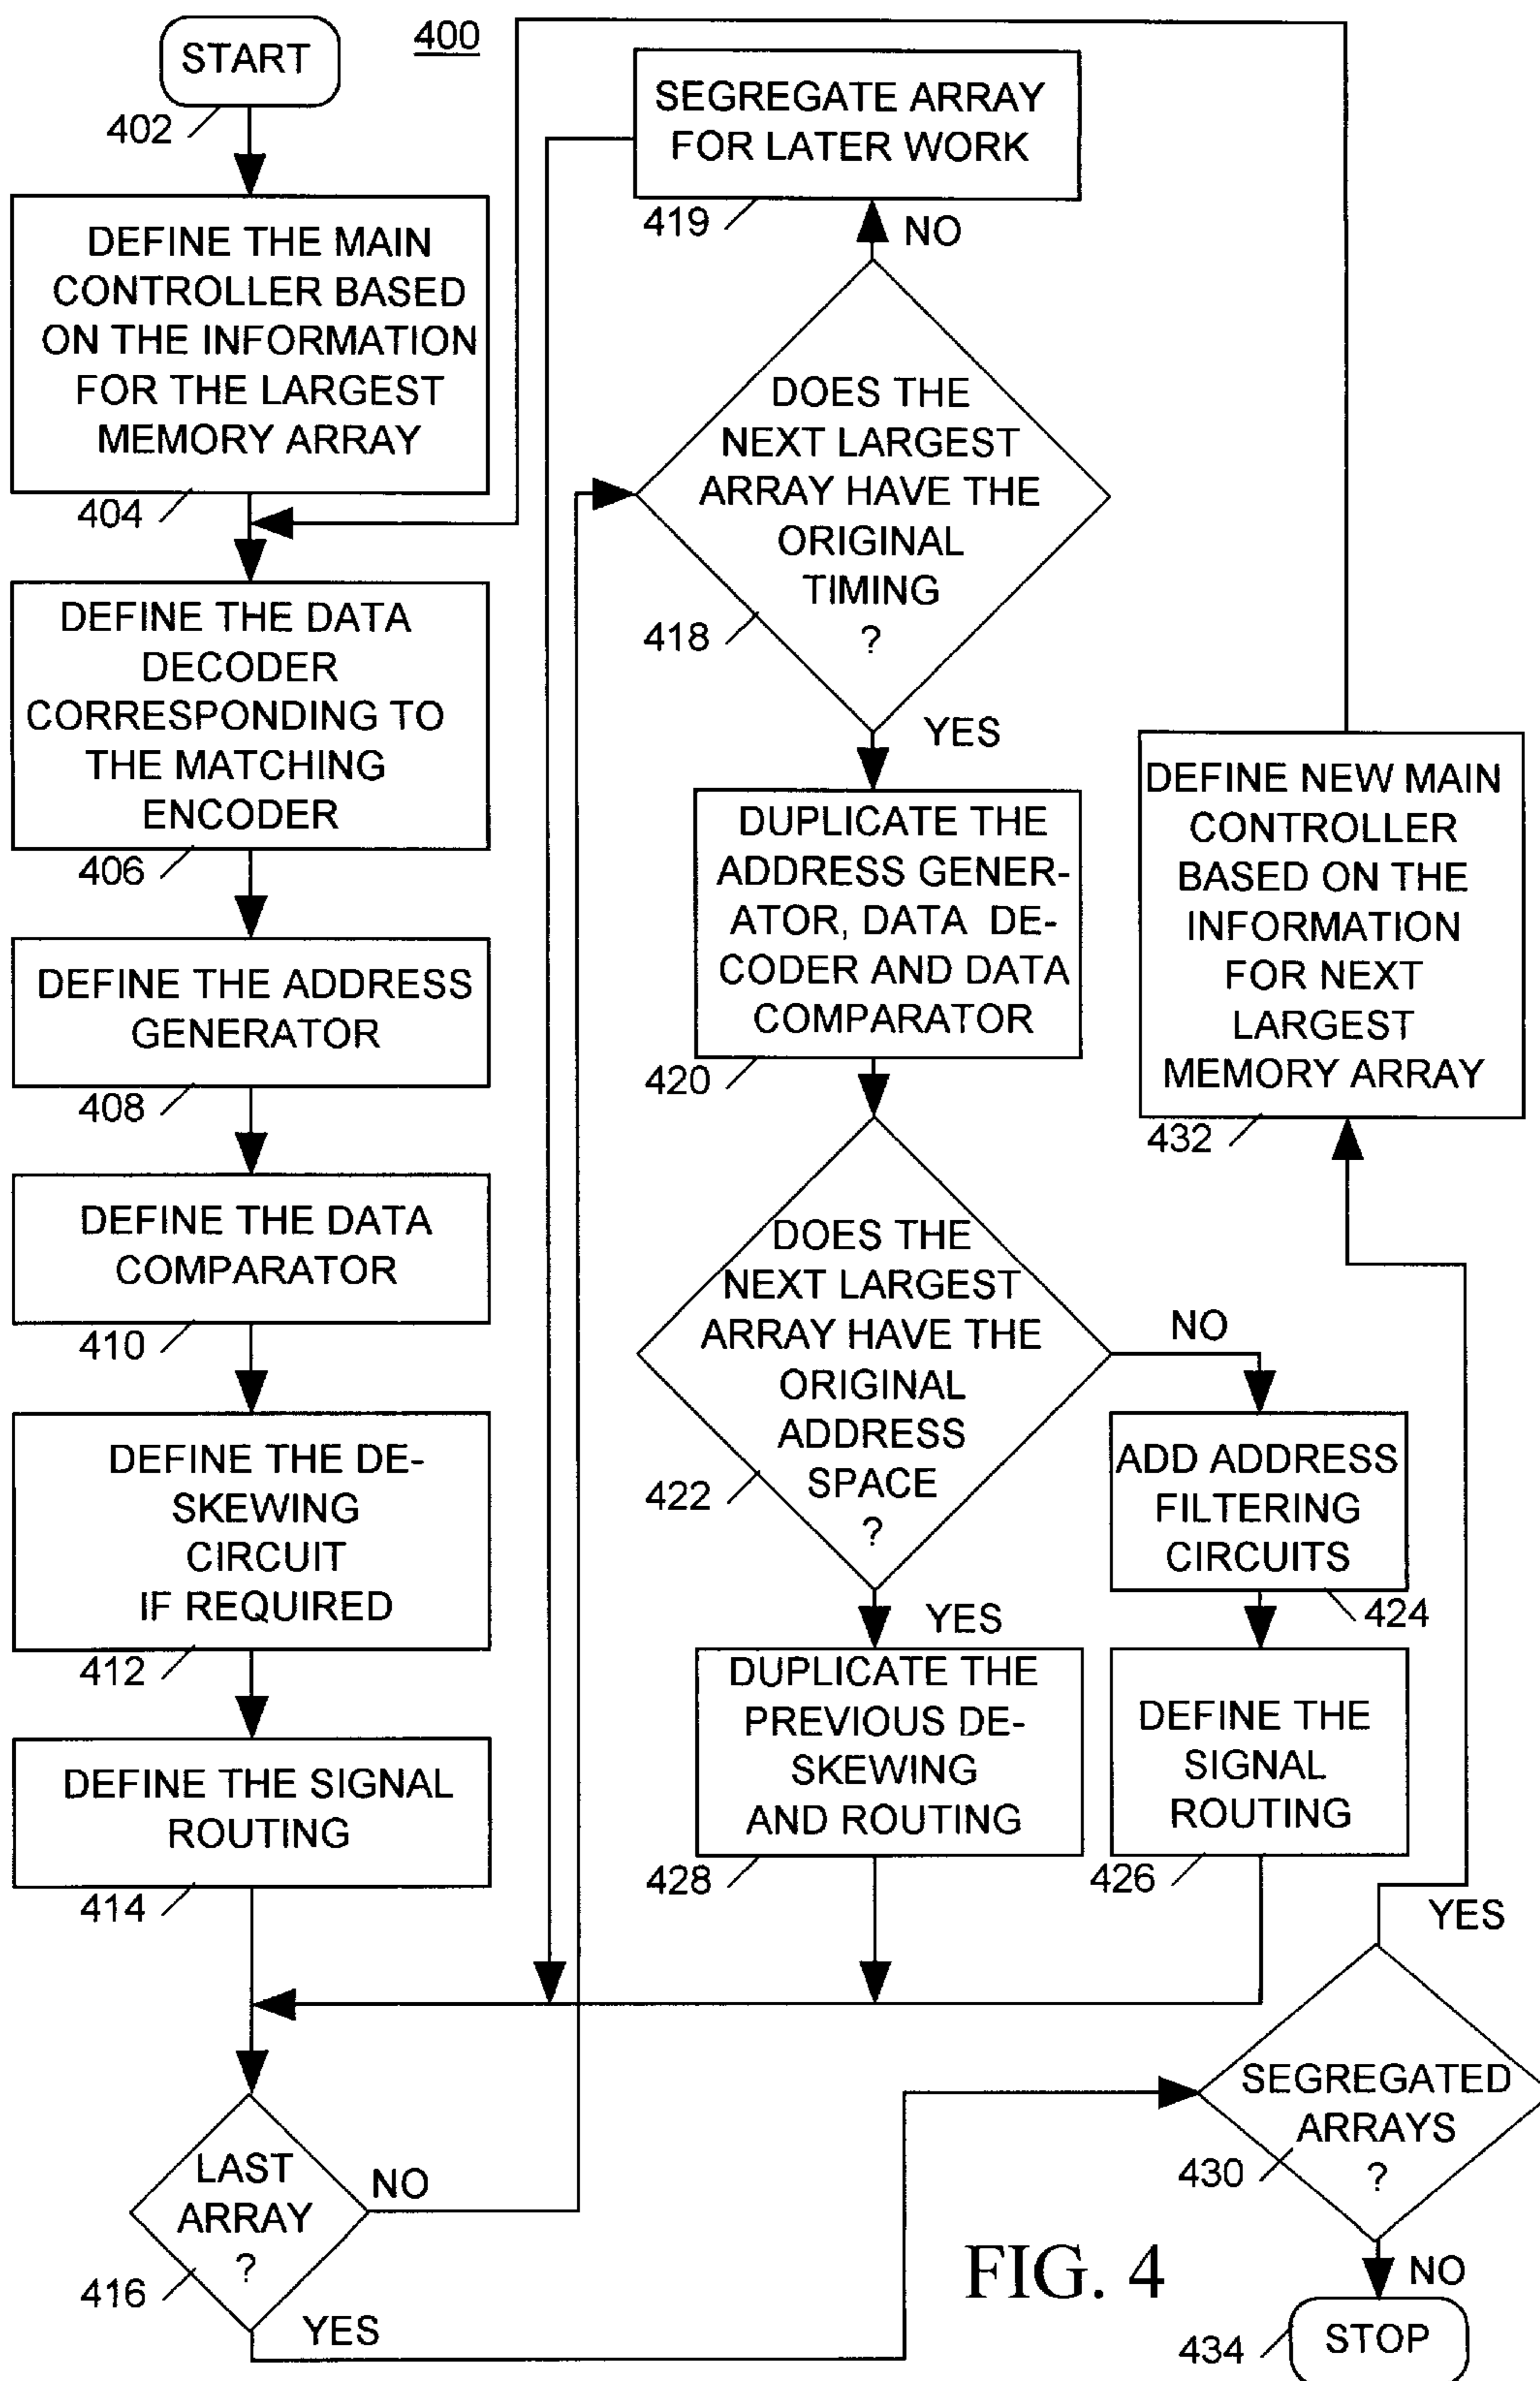 400
START
402
DEFINE THE MAIN
CONTROLLER BASED
ON THE INFORMATION
FOR THE LARGEST
MEMORY ARRAY
404
DEFINE THE DATA
DECODER
CORRESPONDING TO
THE MATCHING
ENCODER
406
DEFINE THE ADDRESS
GENERATOR
408
DEFINE THE DATA
COMPARATOR
410
DEFINE THE DE-
SKEWING
CIRCUIT
IF REQUIRED
412
DEFINE THE SIGNAL
ROUTING
414
LAST
ARRAY
?
416
NO
YES
SEGREGATE ARRAY
FOR LATER WORK
419
NO
DOES THE
NEXT LARGEST
ARRAY HAVE THE
ORIGINAL
TIMING
?
418
YES
DUPLICATE THE
ADDRESS GENER-
ATOR, DATA DE-
CODER AND DATA
COMPARATOR
420
DOES THE
NEXT LARGEST
ARRAY HAVE THE
ORIGINAL
ADDRESS
SPACE
?
422
NO
YES
ADD ADDRESS
FILTERING
CIRCUITS
424
DUPLICATE THE
PREVIOUS DE-
SKEWING
AND ROUTING
428
DEFINE THE
SIGNAL
ROUTING
426
DEFINE NEW MAIN
CONTROLLER
BASED ON THE
INFORMATION
FOR NEXT
LARGEST
MEMORY ARRAY
432
YES
SEGREGATED
ARRAYS
?
430
NO
STOP
434
FIG. 4